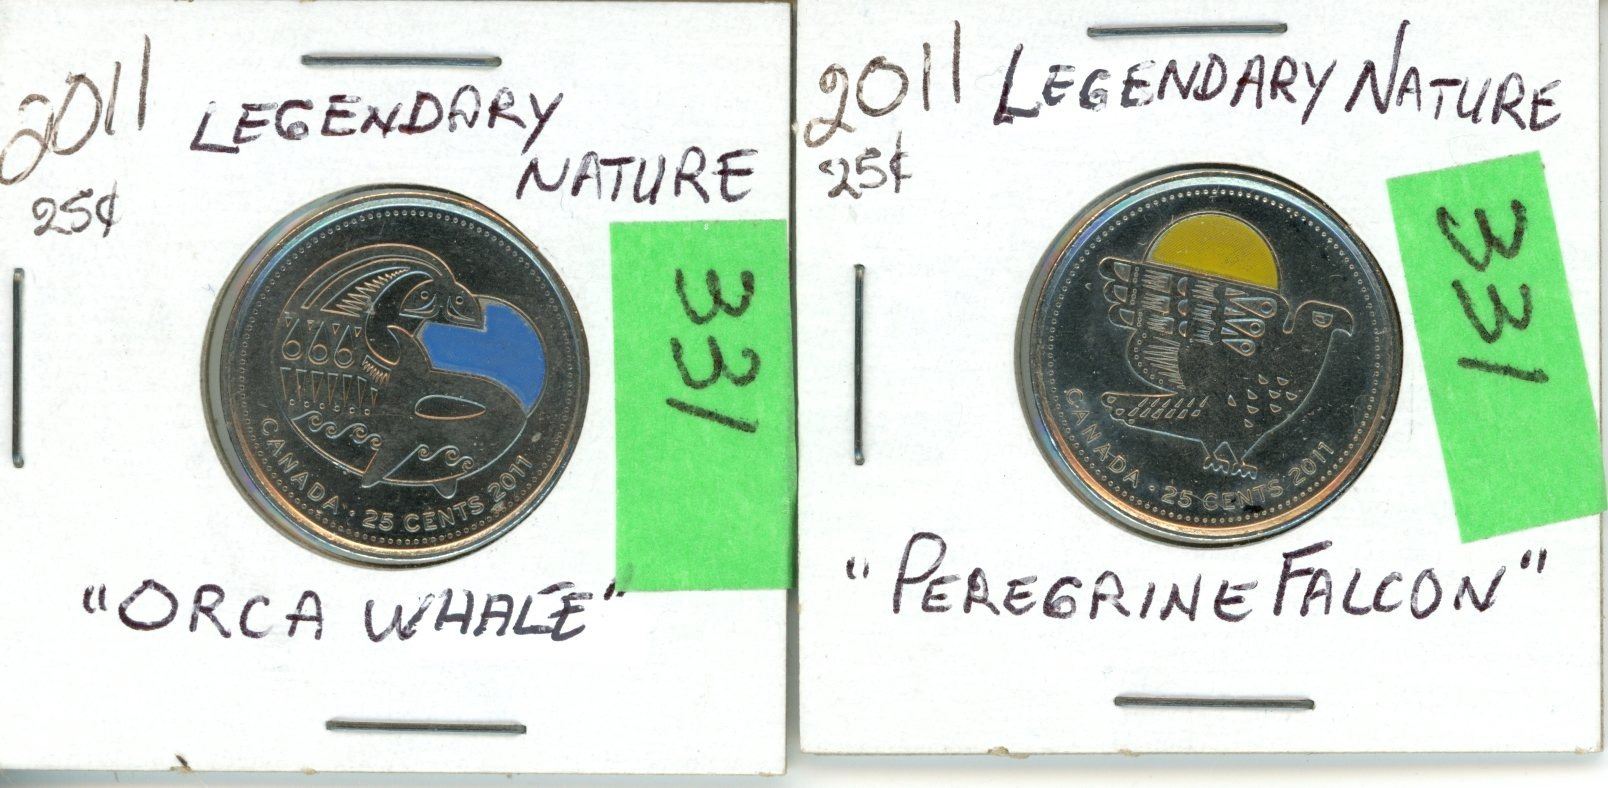 2011
LEGENDARY
NATURE
25¢
331
CANADA · 25 CENTS 2011
"ORCA WHALE"
2011
LEGENDARY NATURE
25¢
331
CANADA · 25 CENTS 2011
"PEREGRINE FALCON"